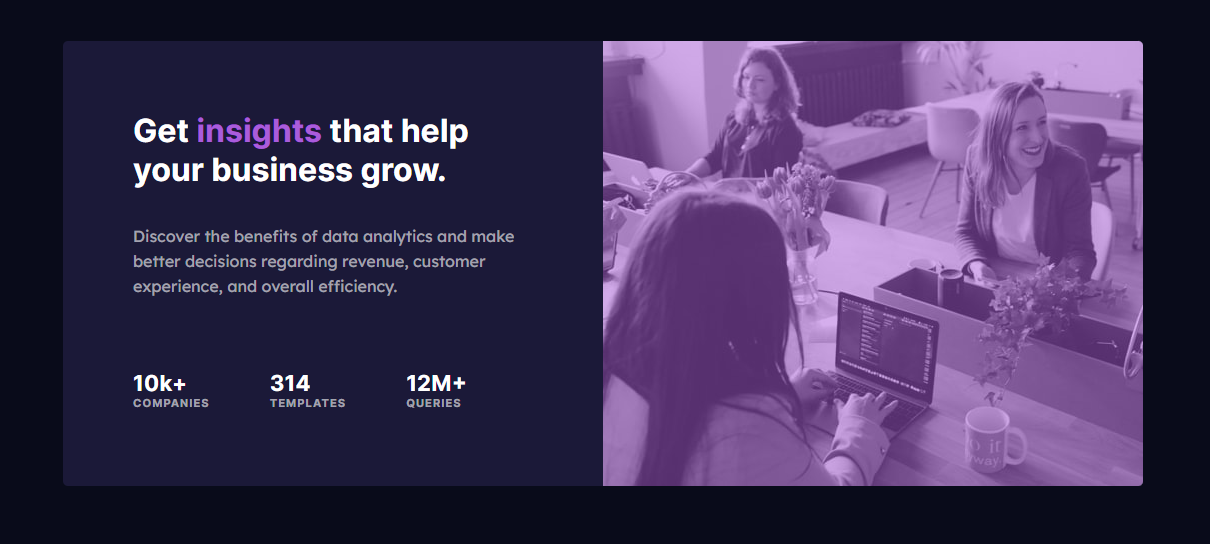 Get insights that help
your business grow.
Discover the benefits of data analytics and make
better decisions regarding revenue, customer
experience, and overall efficiency.
10k+
COMPANIES
314
TEMPLATES
12M+
QUERIES
o it